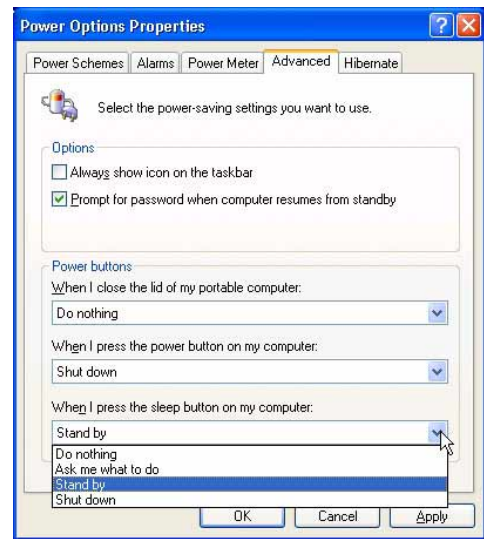 Power Options Properties
Power Schemes Alarms Power Meter Advanced Hibernate
Select the power-saving settings you want to use.
Options
Always show icon on the taskbar
Prompt for password when computer resumes from standby
Power buttons
When I close the lid of my portable computer:
Do nothing
When I press the power button on my computer:
Shut down
When I press the sleep button on my computer:
Stand by
Do nothing
Ask me what to do
Stand by
Shut down
OK Cancel Apply